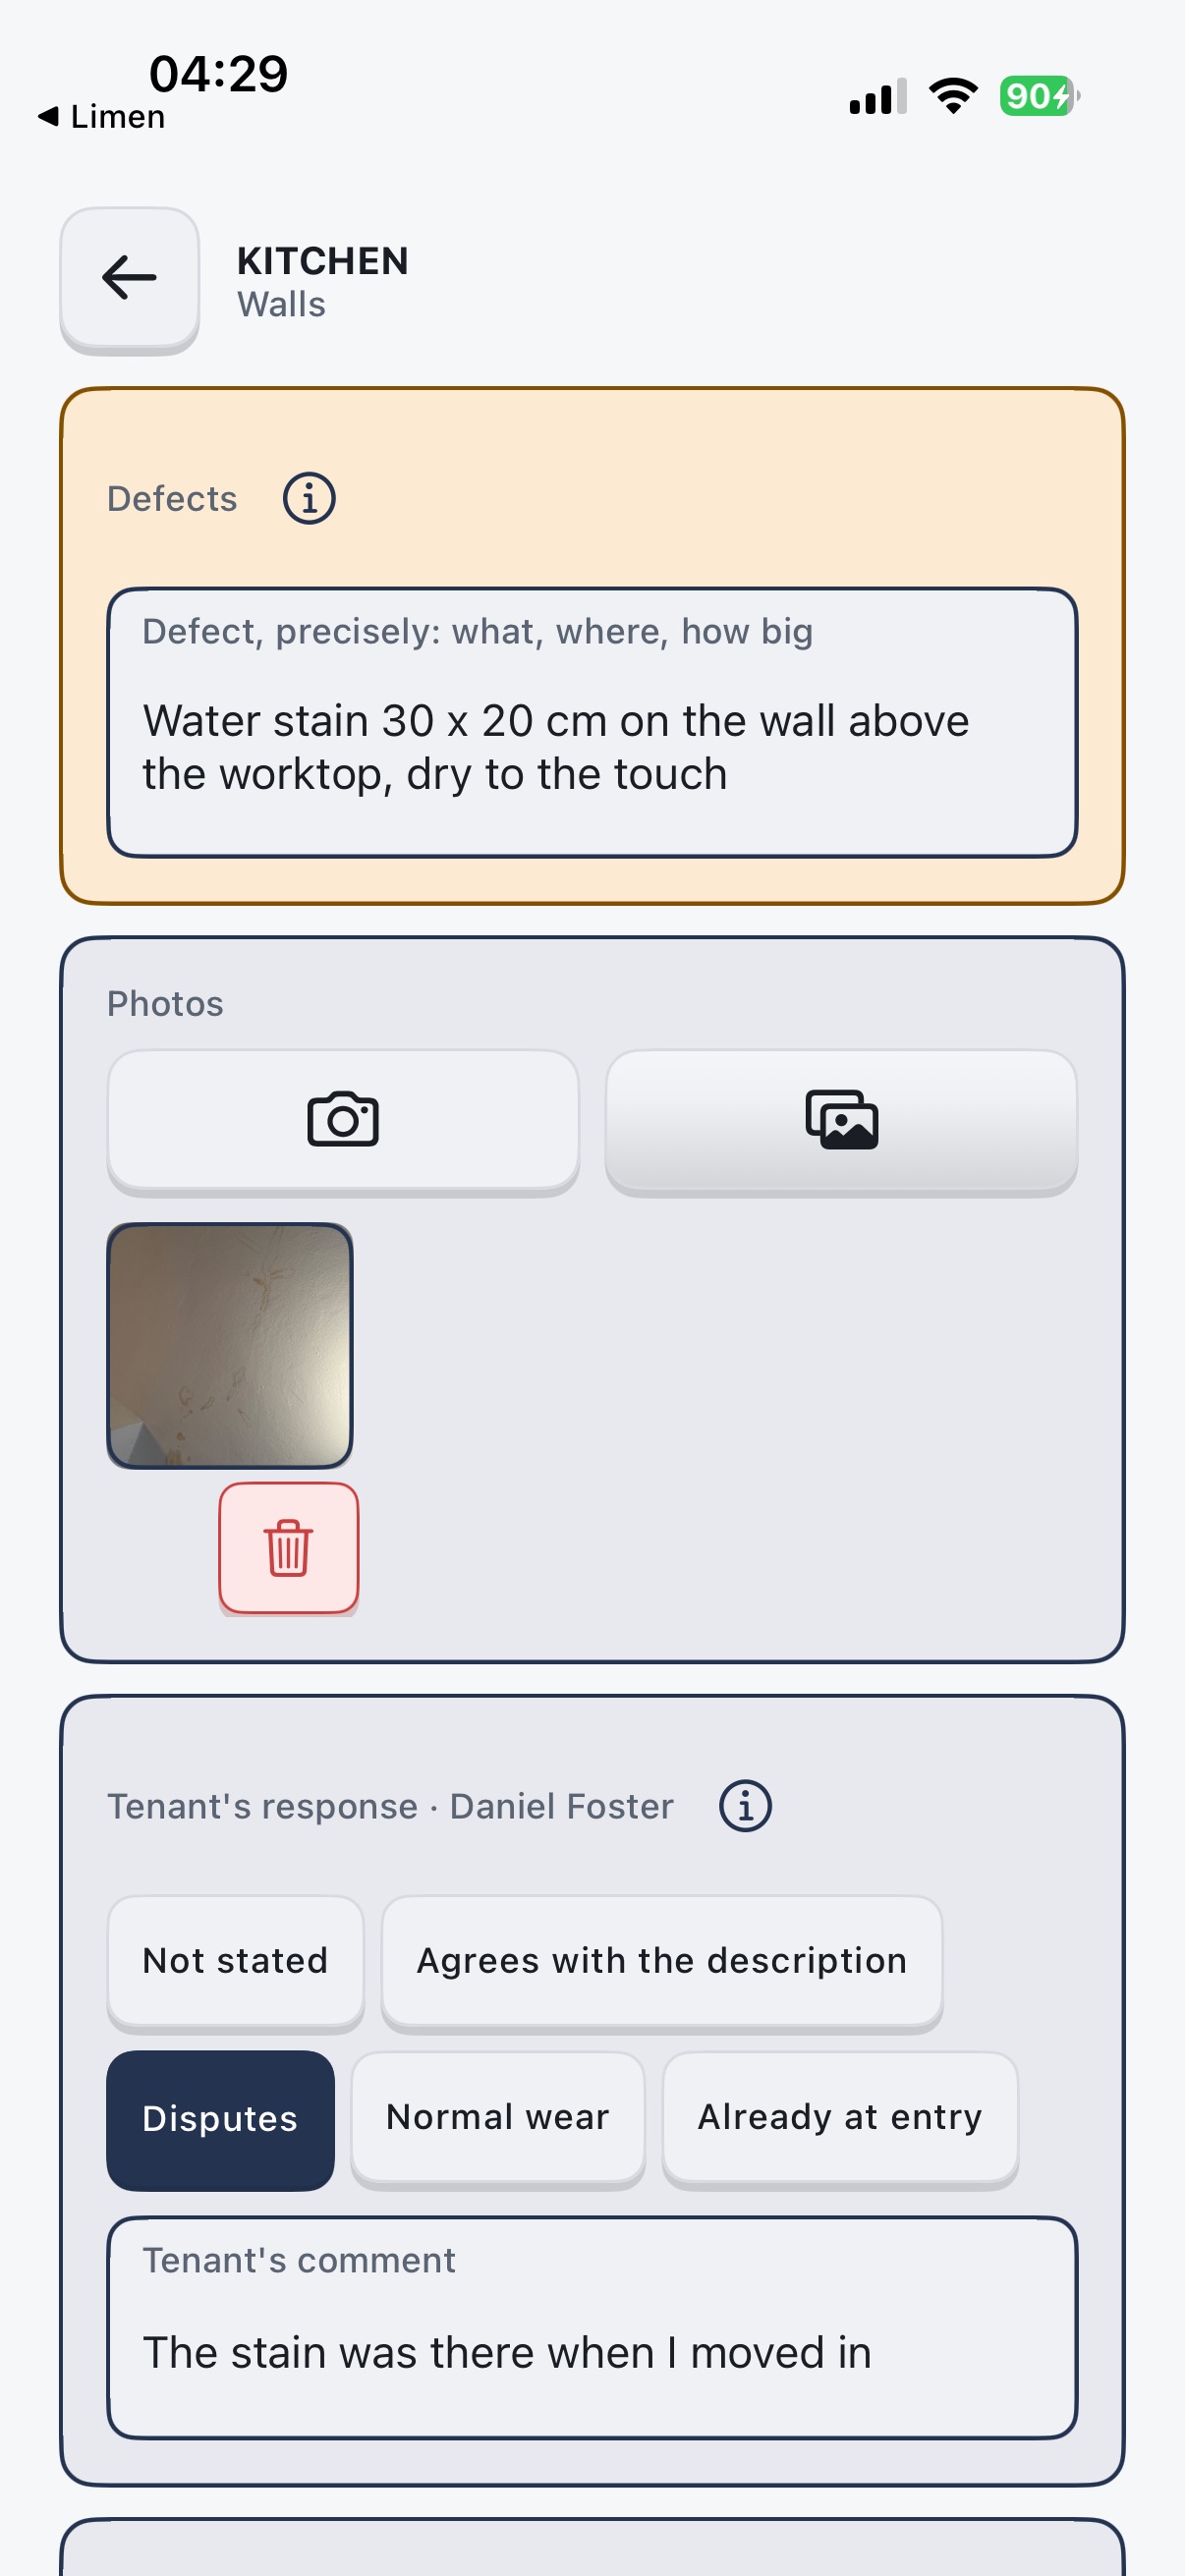 04:29
Limen
90
KITCHEN
Walls
Defects
Defect, precisely: what, where, how big
Water stain 30 x 20 cm on the wall above
the worktop, dry to the touch
Photos
Tenant's response · Daniel Foster
Not stated
Agrees with the description
Disputes
Normal wear
Already at entry
Tenant's comment
The stain was there when I moved in